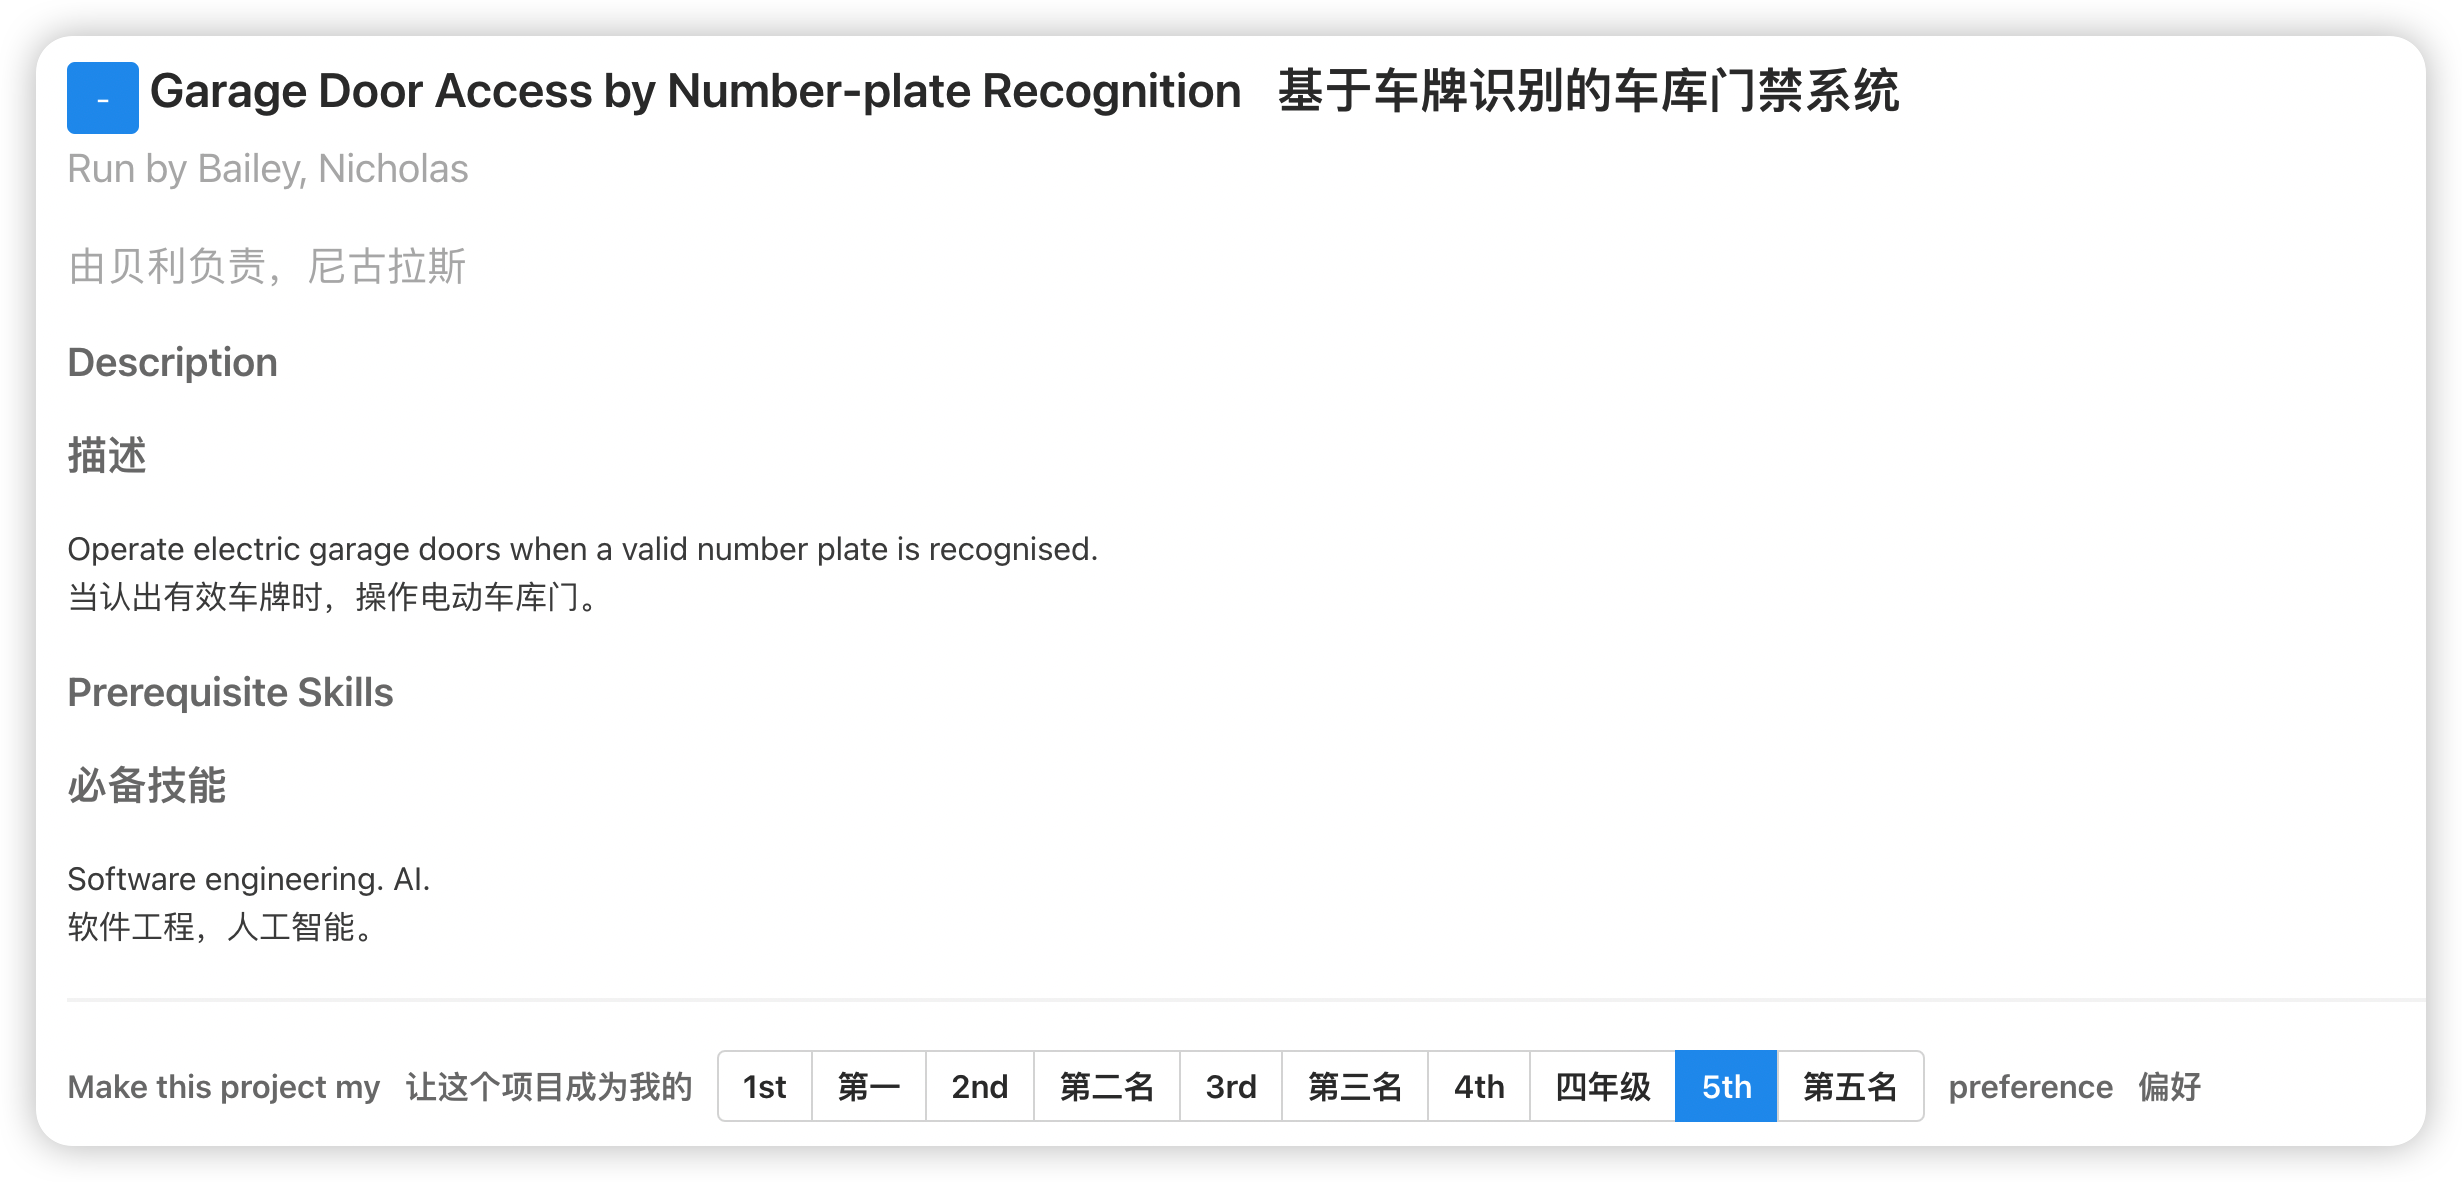 - Garage Door Access by Number-plate Recognition 基于车牌识别的车库门禁系统
Run by Bailey, Nicholas
由贝利负责，尼古拉斯
Description
描述
Operate electric garage doors when a valid number plate is recognised.
当认出有效车牌时，操作电动车库门。
Prerequisite Skills
必备技能
Software engineering. AI.
软件工程，人工智能。
Make this project my 让这个项目成为我的 1st 第一 2nd 第二名 3rd 第三名 4th 四年级 5th 第五名 preference 偏好